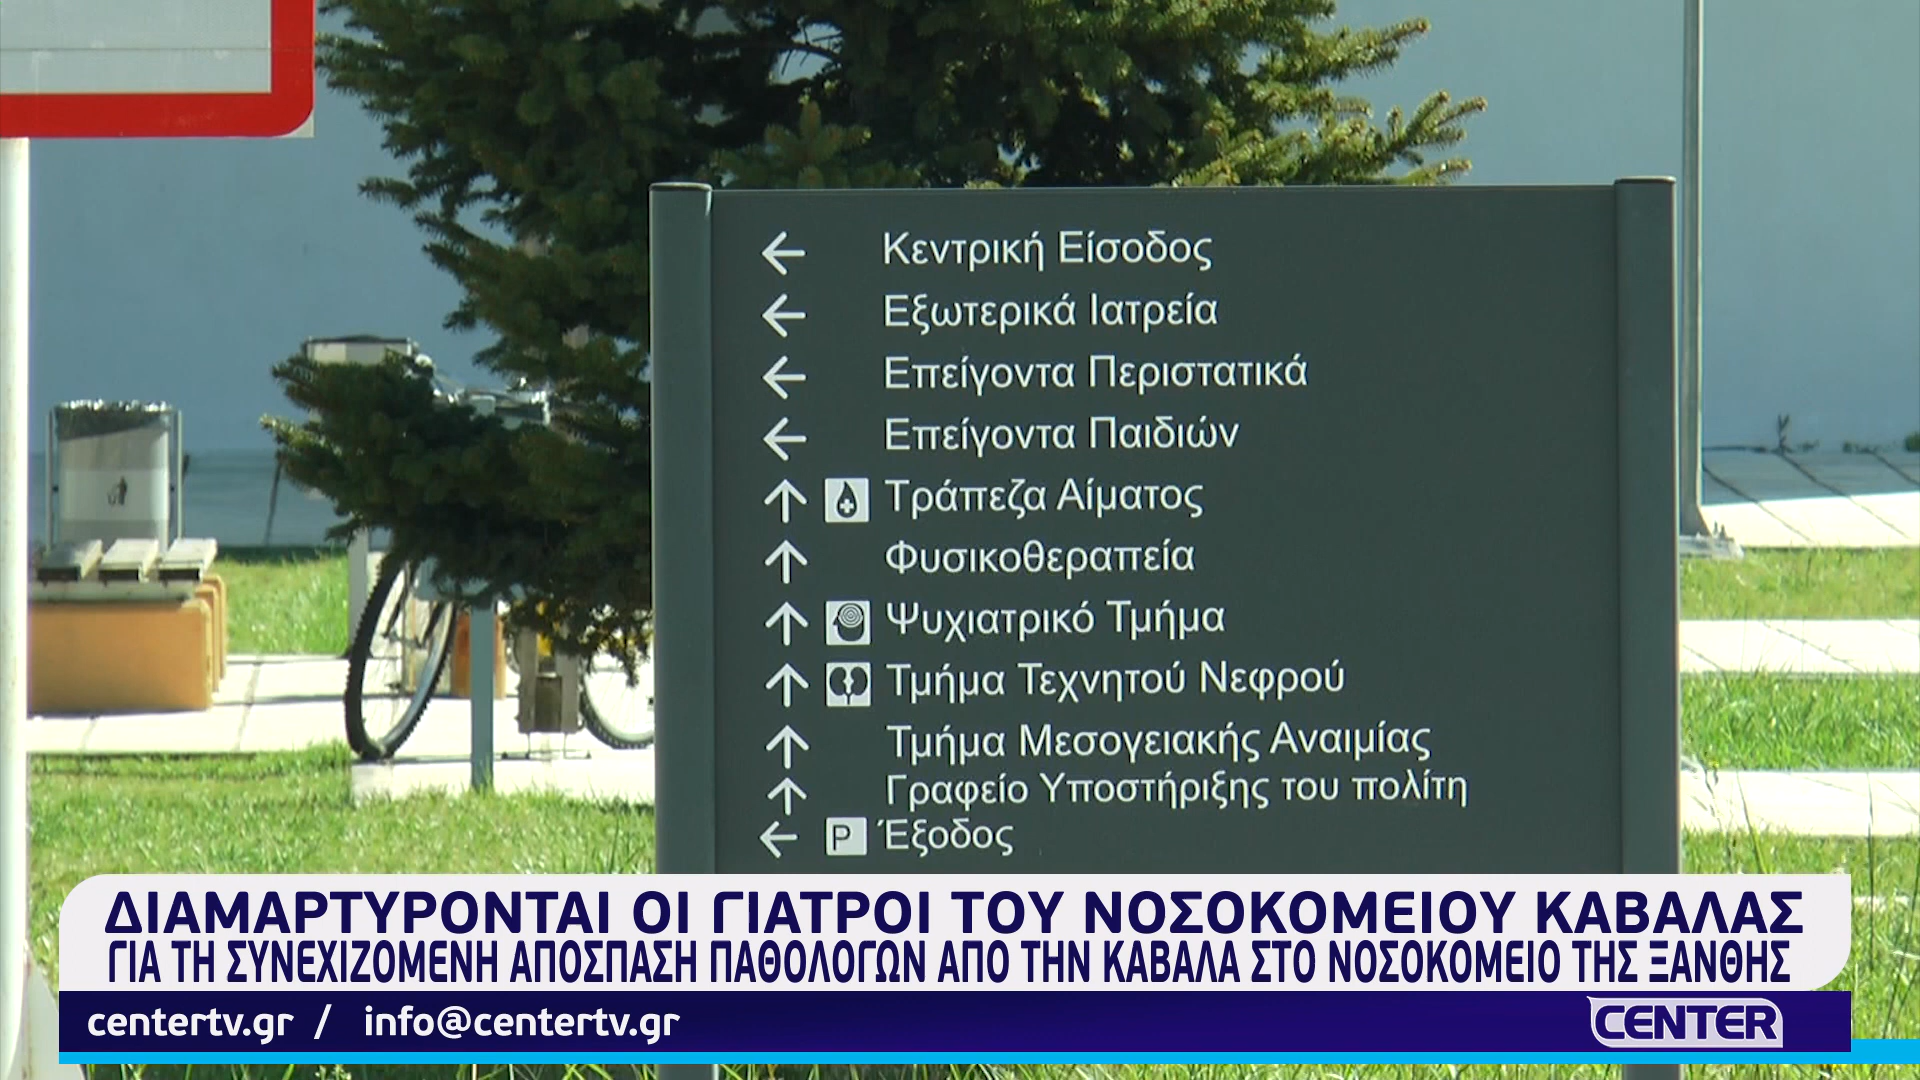 Κεντρική Είσοδος
Εξωτερικά Ιατρεία
Επείγοντα Περιστατικά
Επείγοντα Παιδιών
Τράπεζα Αίματος
Φυσικοθεραπεία
Ψυχιατρικό Τμήμα
Τμήμα Τεχνητού Νεφρού
Τμήμα Μεσογειακής Αναιμίας
Γραφείο Υποστήριξης του πολίτη
P Έξοδος
ΔΙΑΜΑΡΤΥΡΟΝΤΑΙ ΟΙ ΓΙΑΤΡΟΙ ΤΟΥ ΝΟΣΟΚΟΜΕΙΟΥ ΚΑΒΑΛΑΣ
ΓΙΑ ΤΗ ΣΥΝΕΧΙΖΟΜΕΝΗ ΑΠΟΣΠΑΣΗ ΠΑΘΟΛΟΓΩΝ ΑΠΟ ΤΗΝ ΚΑΒΑΛΑ ΣΤΟ ΝΟΣΟΚΟΜΕΙΟ ΤΗΣ ΞΑΝΘΗΣ
centertv.gr / info@centertv.gr
CENTER